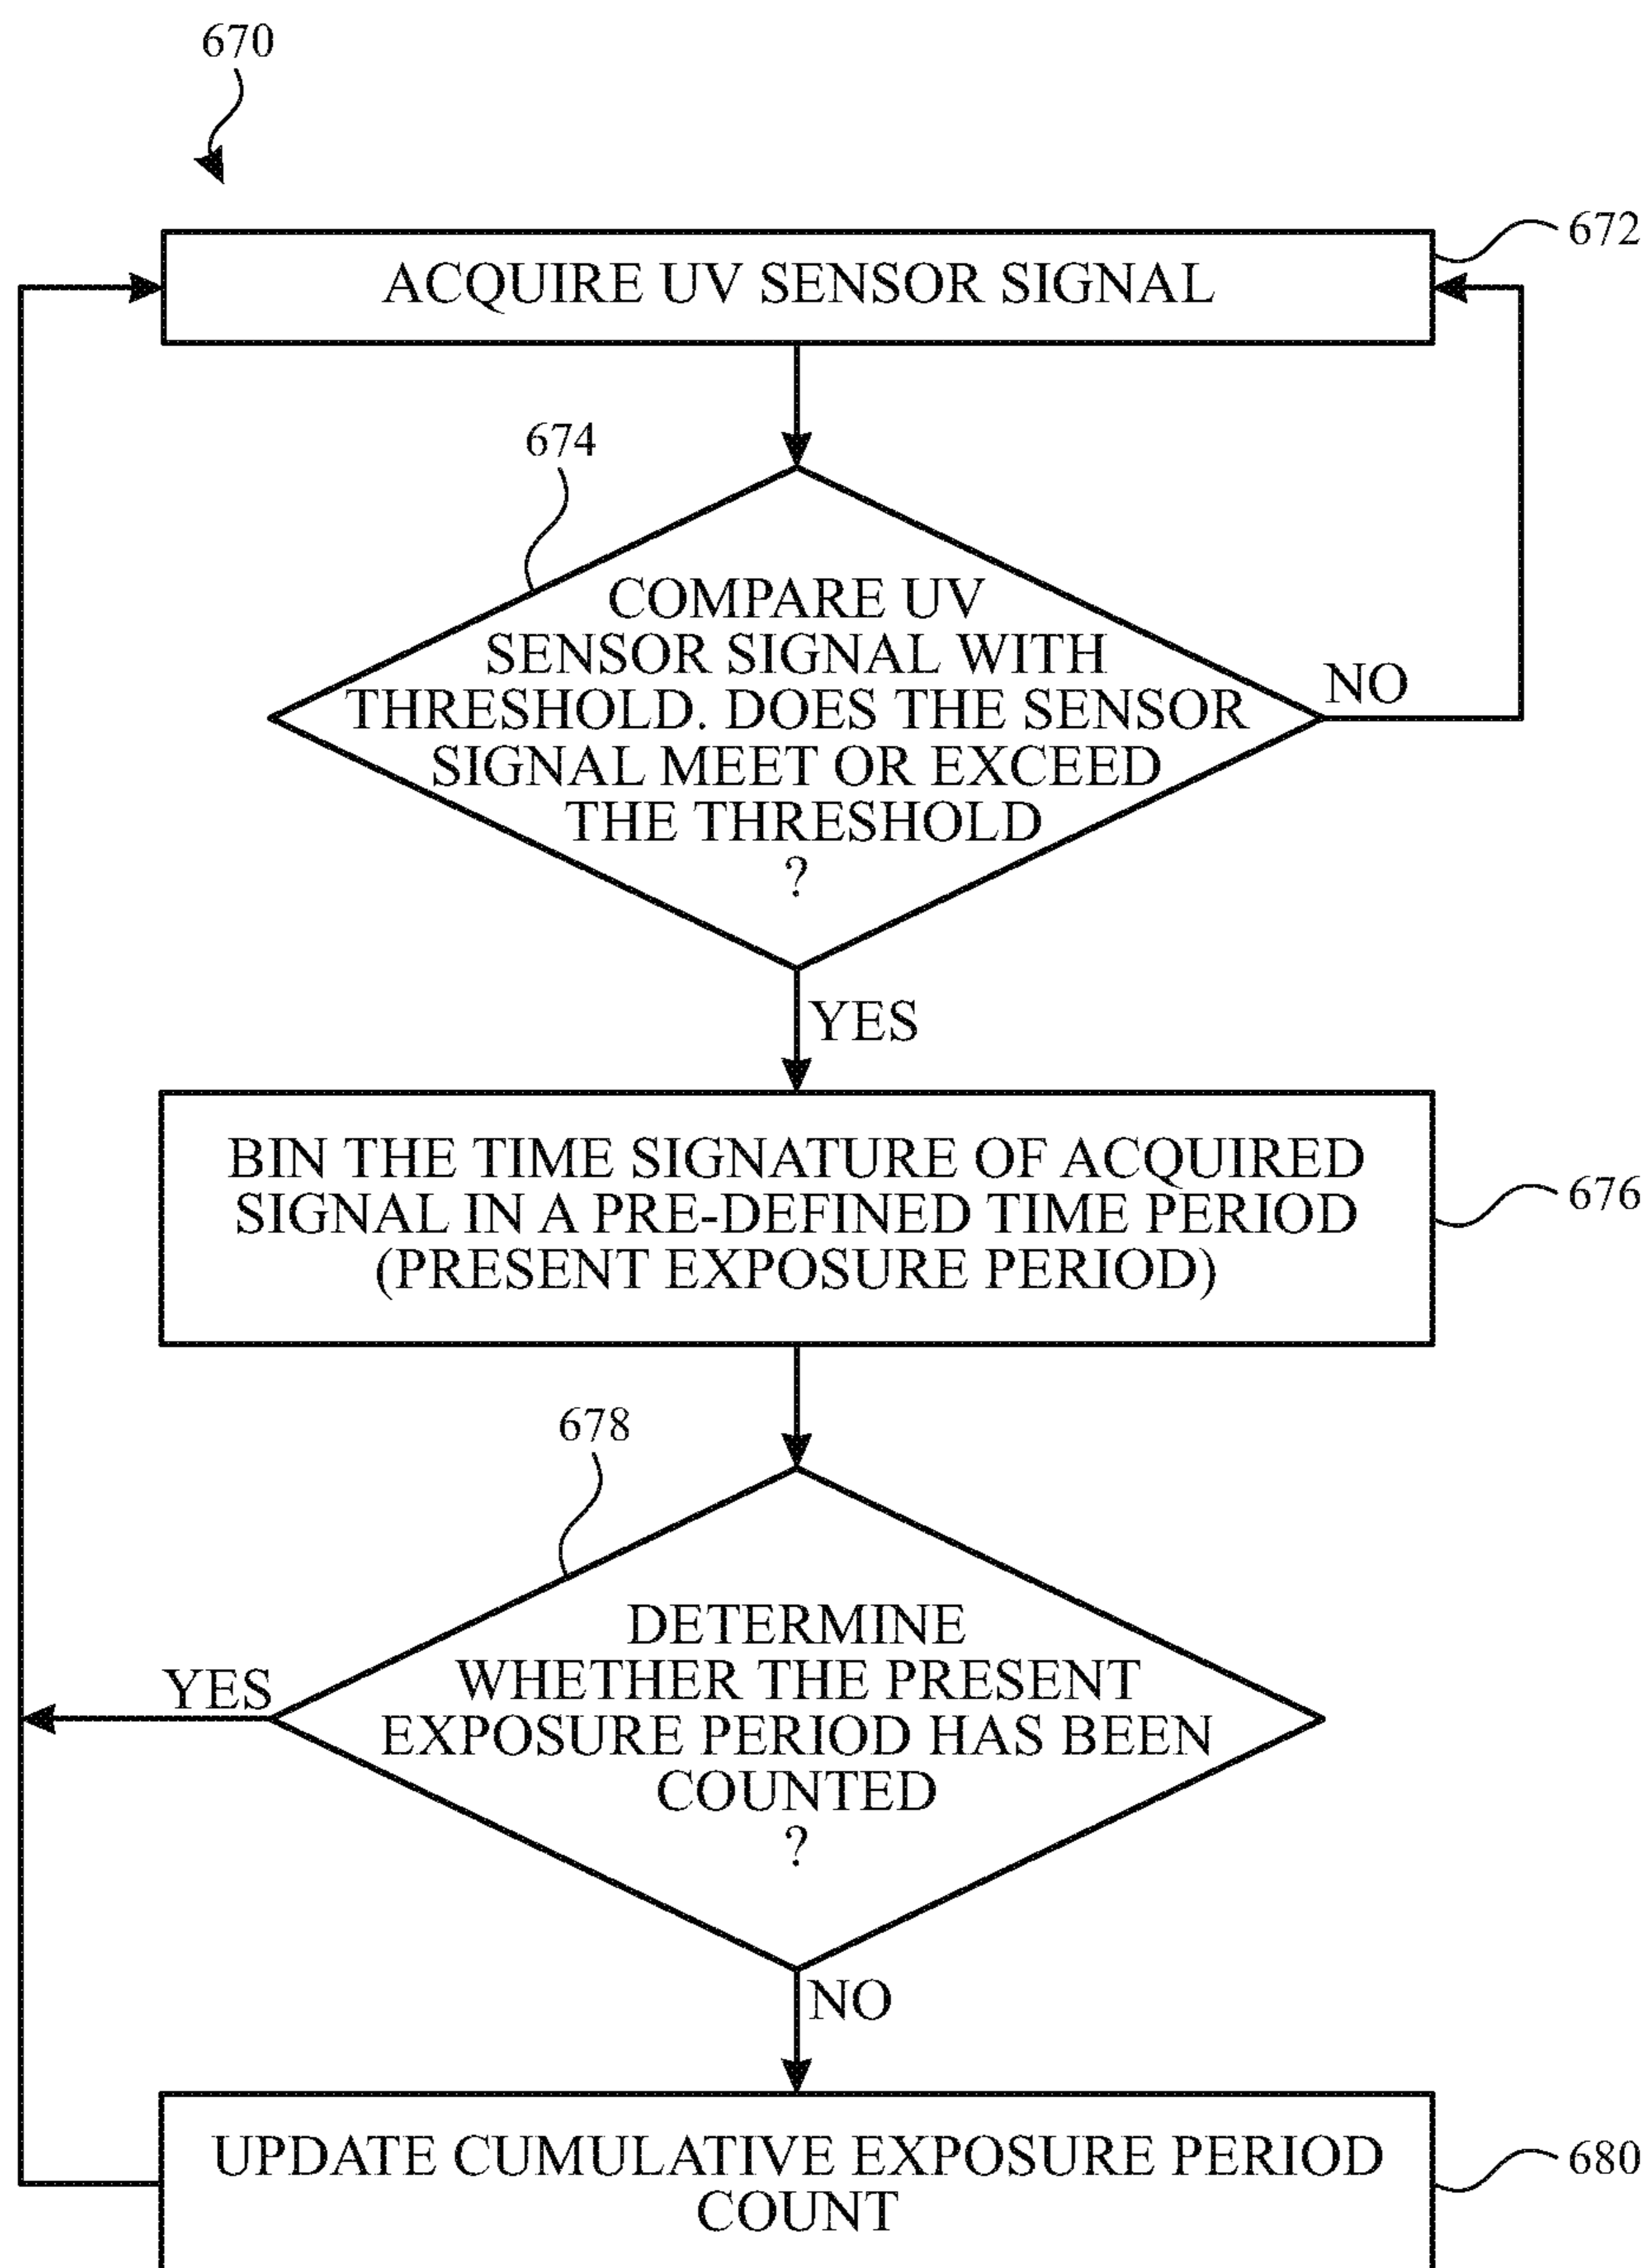 670
672
ACQUIRE UV SENSOR SIGNAL
674
COMPARE UV
SENSOR SIGNAL WITH
THRESHOLD. DOES THE SENSOR
SIGNAL MEET OR EXCEED
THE THRESHOLD
?
NO
YES
BIN THE TIME SIGNATURE OF ACQUIRED
SIGNAL IN A PRE-DEFINED TIME PERIOD
(PRESENT EXPOSURE PERIOD)
676
678
DETERMINE
WHETHER THE PRESENT
EXPOSURE PERIOD HAS BEEN
COUNTED
?
YES
NO
UPDATE CUMULATIVE EXPOSURE PERIOD
COUNT
680